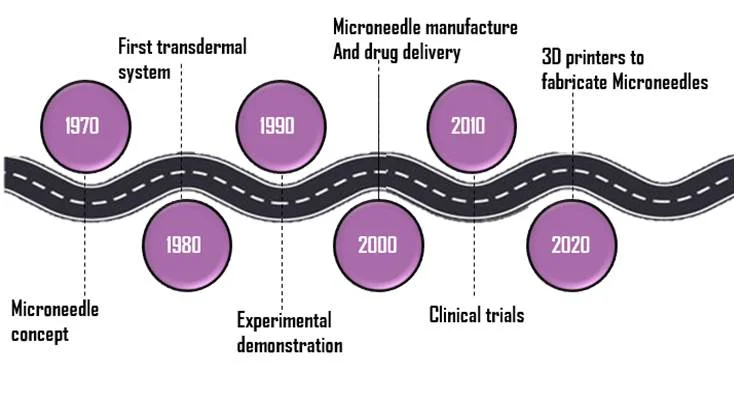 Microneedle manufacture
And drug delivery
First transdermal
system
3D printers to
fabricate Microneedles
1970
1990
2010
1980
2000
2020
Microneedle
concept
Experimental
demonstration
Clinical trials